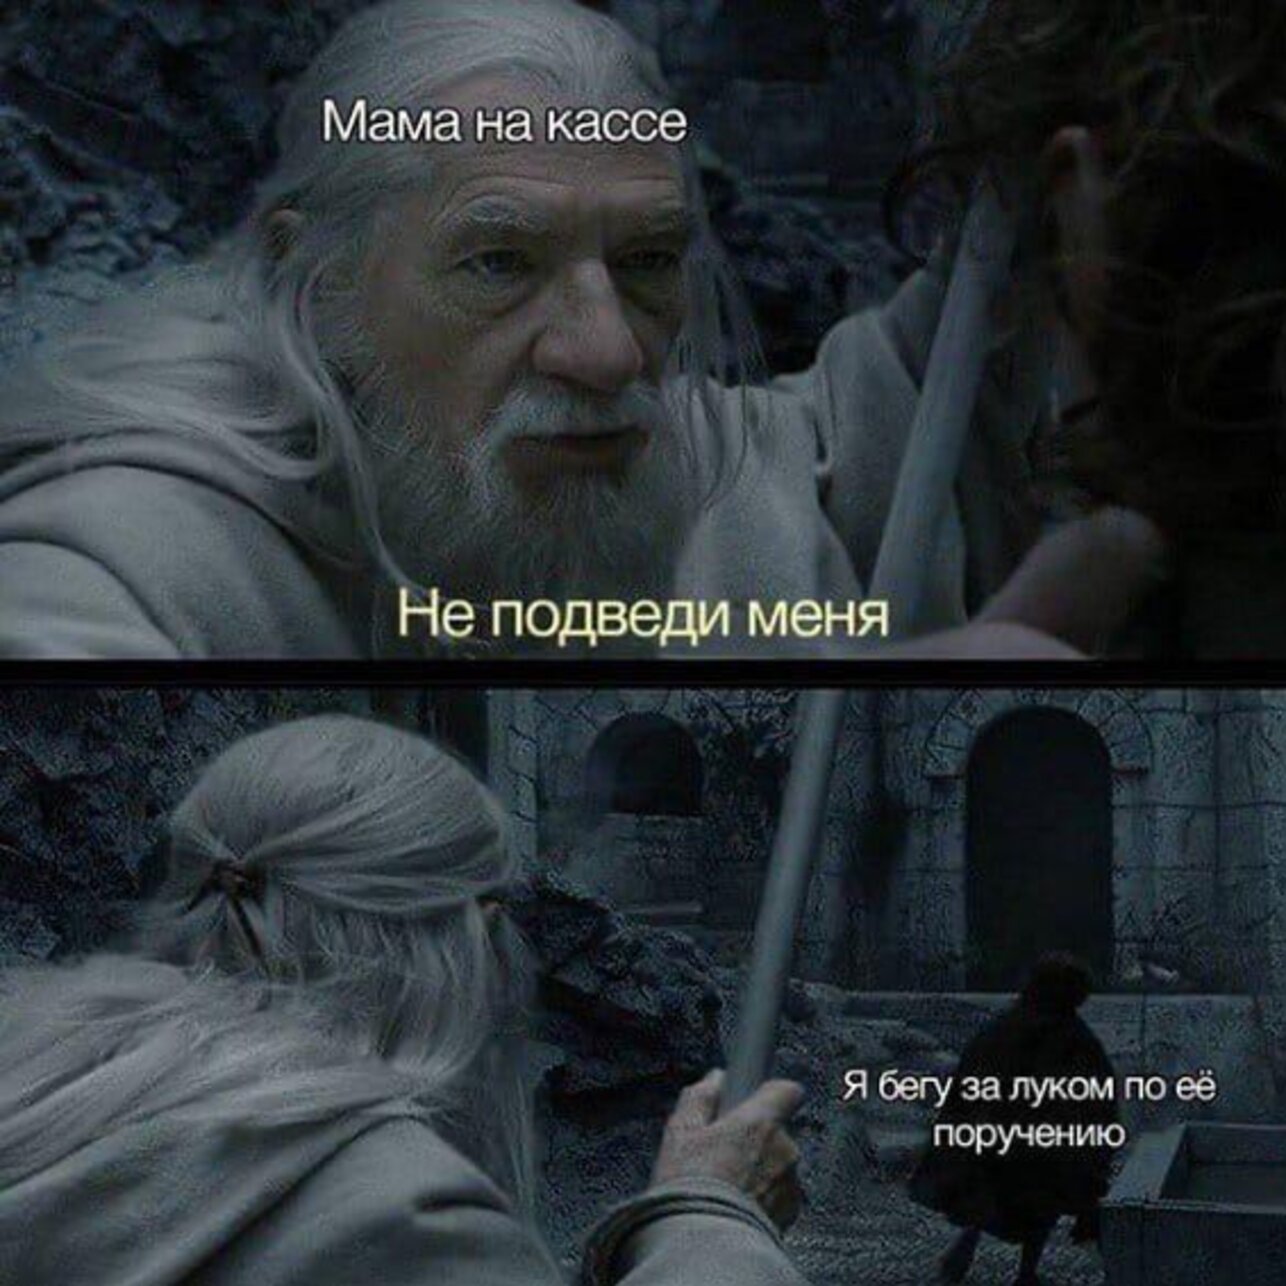 Мама на кассе
Не подведи меня
Я бегу за луком по её
поручению